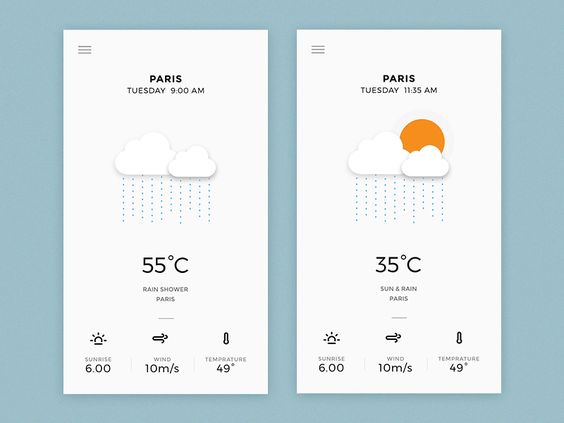 PARIS
TUESDAY 9:00 AM
55°C
RAIN SHOWER
PARIS
SUNRISE
6.00
WIND
10m/s
TEMPRATURE
49°
PARIS
TUESDAY 11:35 AM
35°C
SUN & RAIN
PARIS
SUNRISE
6.00
WIND
10m/s
TEMPRATURE
49°